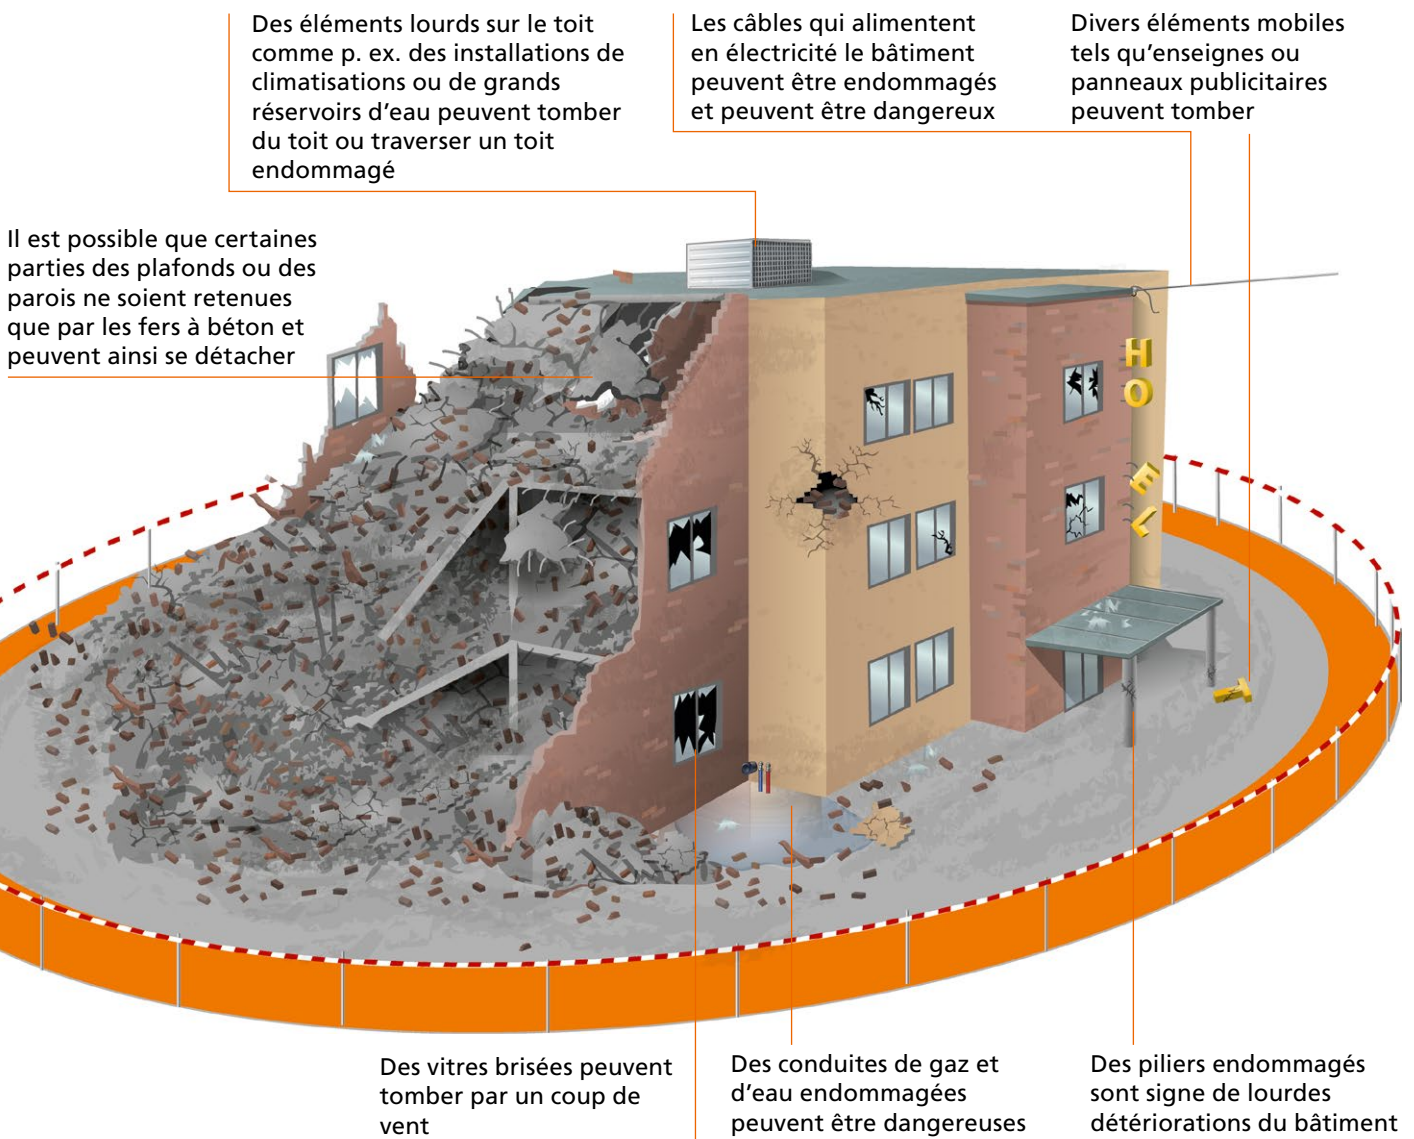 Des éléments lourds sur le toit
comme p. ex. des installations de
climatisations ou de grands
réservoirs d'eau peuvent tomber
du toit ou traverser un toit
endommagé
Les câbles qui alimentent
en électricité le bâtiment
peuvent être endommagés
et peuvent être dangereux
Divers éléments mobiles
tels qu'enseignes ou
panneaux publicitaires
peuvent tomber
Il est possible que certaines
parties des plafonds ou des
parois ne soient retenues
que par les fers à béton et
peuvent ainsi se détacher
H
O
E
L
T
Des vitres brisées peuvent
tomber par un coup de
vent
Des conduites de gaz et
d'eau endommagées
peuvent être dangereuses
Des piliers endommagés
sont signe de lourdes
détériorations du bâtiment